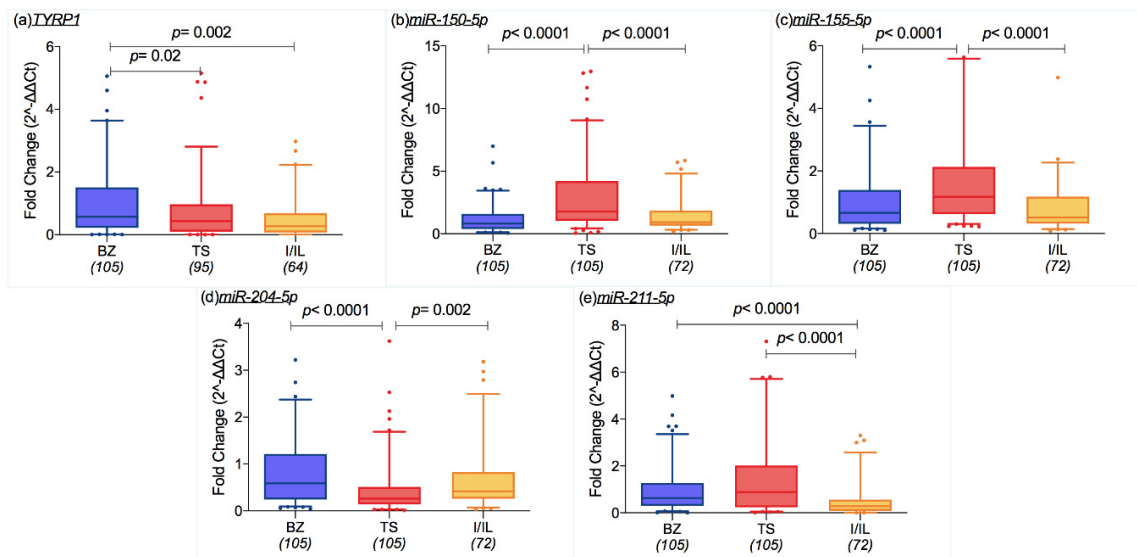 (a)TYRP1
p= 0.002
p= 0.02
Fold Change (2^-ΔΔCt)
6
4
2
0
BZ
(105)
TS
(95)
I/IL
(64)
(b)miR-150-5p
p< 0.0001
p< 0.0001
Fold Change (2^-ΔΔCt)
15
10
5
0
BZ
(105)
TS
(105)
I/IL
(72)
(c)miR-155-5p
p< 0.0001
p< 0.0001
Fold Change (2^-ΔΔCt)
6
4
2
0
BZ
(105)
TS
(105)
I/IL
(72)
(d)miR-204-5p
p< 0.0001
p= 0.002
Fold Change (2^-ΔΔCt)
4
3
2
1
0
BZ
(105)
TS
(105)
I/IL
(72)
(e)miR-211-5p
p< 0.0001
p< 0.0001
Fold Change (2^-ΔΔCt)
8
6
4
2
0
BZ
(105)
TS
(105)
I/IL
(72)